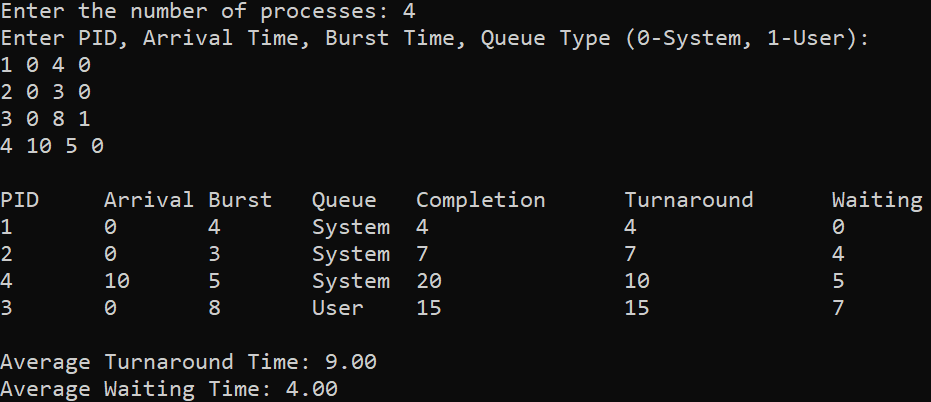 Enter the number of processes: 4
Enter PID, Arrival Time, Burst Time, Queue Type (0-System, 1-User):
1 0 4 0
2 0 3 0
3 0 8 1
4 10 5 0
PID Arrival Burst Queue Completion Turnaround Waiting
1 0 4 System 4 4 0
2 0 3 System 7 7 4
4 10 5 System 20 10 5
3 0 8 User 15 15 7
Average Turnaround Time: 9.00
Average Waiting Time: 4.00